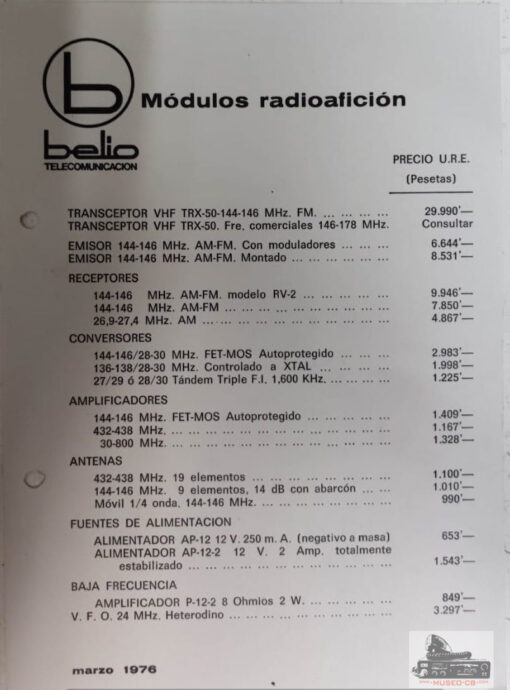 b
belio
TELECOMUNICACION
Módulos radioafición
PRECIO U.R.E.
(Pesetas)
TRANSCEPTOR VHF TRX-50-144-146 MHz. FM. ... ... ... ... 29.990'—
TRANSCEPTOR VHF TRX-50. Fre. comerciales 146-178 MHz. Consultar
EMISOR 144-146 MHz. AM-FM. Con moduladores ... ... ... ... 6.644'—
EMISOR 144-146 MHz. AM-FM. Montado ... ... ... ... ... ... 8.531'—
RECEPTORES
144-146 MHz. AM-FM. modelo RV-2 ... ... ... ... ... 9.946'—
144-146 MHz. AM-FM ... ... ... ... ... ... ... ... ... ... 7.850'—
26,9-27,4 MHz. AM ... ... ... ... ... ... ... ... ... ... ... 4.867'—
CONVERSORES
144-146/28-30 MHz. FET-MOS Autoprotegido ... ... ... 2.983'—
136-138/28-30 MHz. Controlado a XTAL ... ... ... ... ... 1.998'—
27/29 ó 28/30 Tándem Triple F.I. 1,600 KHz. ... ... ... ... 1.225'—
AMPLIFICADORES
144-146 MHz. FET-MOS Autoprotegido ... ... ... ... ... 1.409'—
432-438 MHz. ... ... ... ... ... ... ... ... ... ... ... ... 1.167'—
30-800 MHz. ... ... ... ... ... ... ... ... ... ... ... ... 1.328'—
ANTENAS
432-438 MHz. 19 elementos ... ... ... ... ... ... ... ... 1.100'—
144-146 MHz. 9 elementos, 14 dB con abarcón ... ... ... 1.010'—
Móvil 1/4 onda, 144-146 MHz. ... ... ... ... ... ... ... ... 990'—
FUENTES DE ALIMENTACION
ALIMENTADOR AP-12 12 V. 250 m. A. (negativo a masa) 653'—
ALIMENTADOR AP-12-2 12 V. 2 Amp. totalmente
estabilizado ... ... ... ... ... ... ... ... ... ... ... ... 1.543'—
BAJA FRECUENCIA
AMPLIFICADOR P-12-2 8 Ohmios 2 W. ... ... ... ... ... 849'—
V. F. O. 24 MHz. Heterodino ... ... ... ... ... ... ... ... ... 3.297'—
marzo 1976
WWW.MUSEO-CB.COM